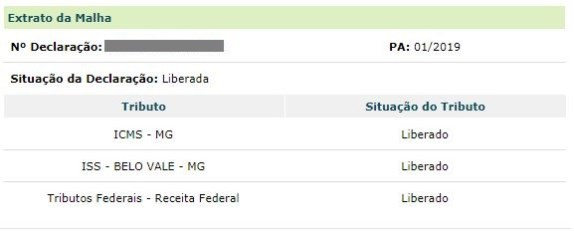 Extrato da Malha
Nº Declaração: PA: 01/2019
Situação da Declaração: Liberada
Tributo Situação do Tributo
ICMS - MG Liberado
ISS - BELO VALE - MG Liberado
Tributos Federais - Receita Federal Liberado